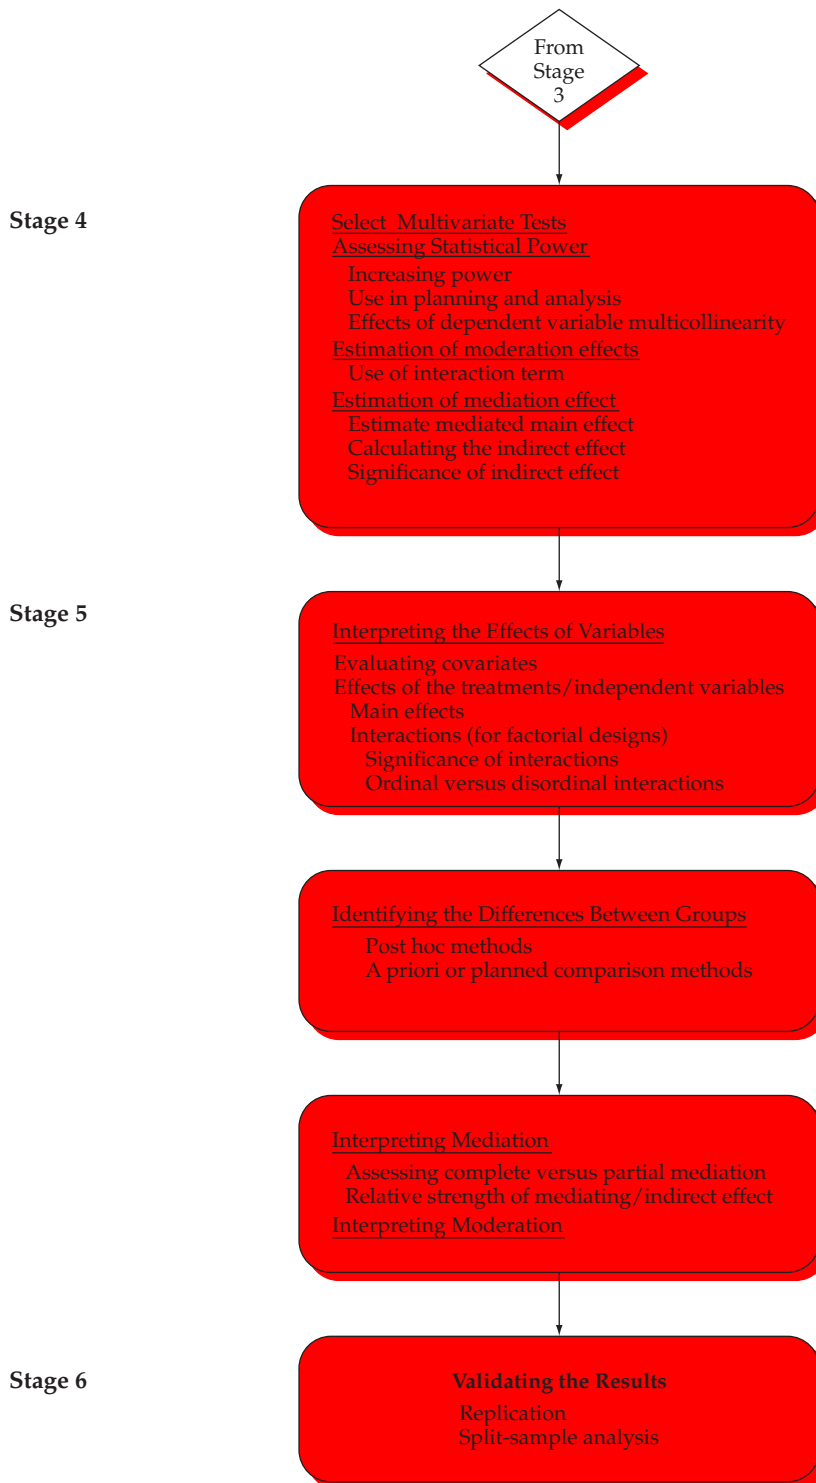 From
Stage
3
Stage 4
Select Multivariate Tests
Assessing Statistical Power
Increasing power
Use in planning and analysis
Effects of dependent variable multicollinearity
Estimation of moderation effects
Use of interaction term
Estimation of mediation effect
Estimate mediated main effect
Calculating the indirect effect
Significance of indirect effect
Stage 5
Interpreting the Effects of Variables
Evaluating covariates
Effects of the treatments/independent variables
Main effects
Interactions (for factorial designs)
Significance of interactions
Ordinal versus disordinal interactions
Identifying the Differences Between Groups
Post hoc methods
A priori or planned comparison methods
Interpreting Mediation
Assessing complete versus partial mediation
Relative strength of mediating/indirect effect
Interpreting Moderation
Stage 6
Validating the Results
Replication
Split-sample analysis